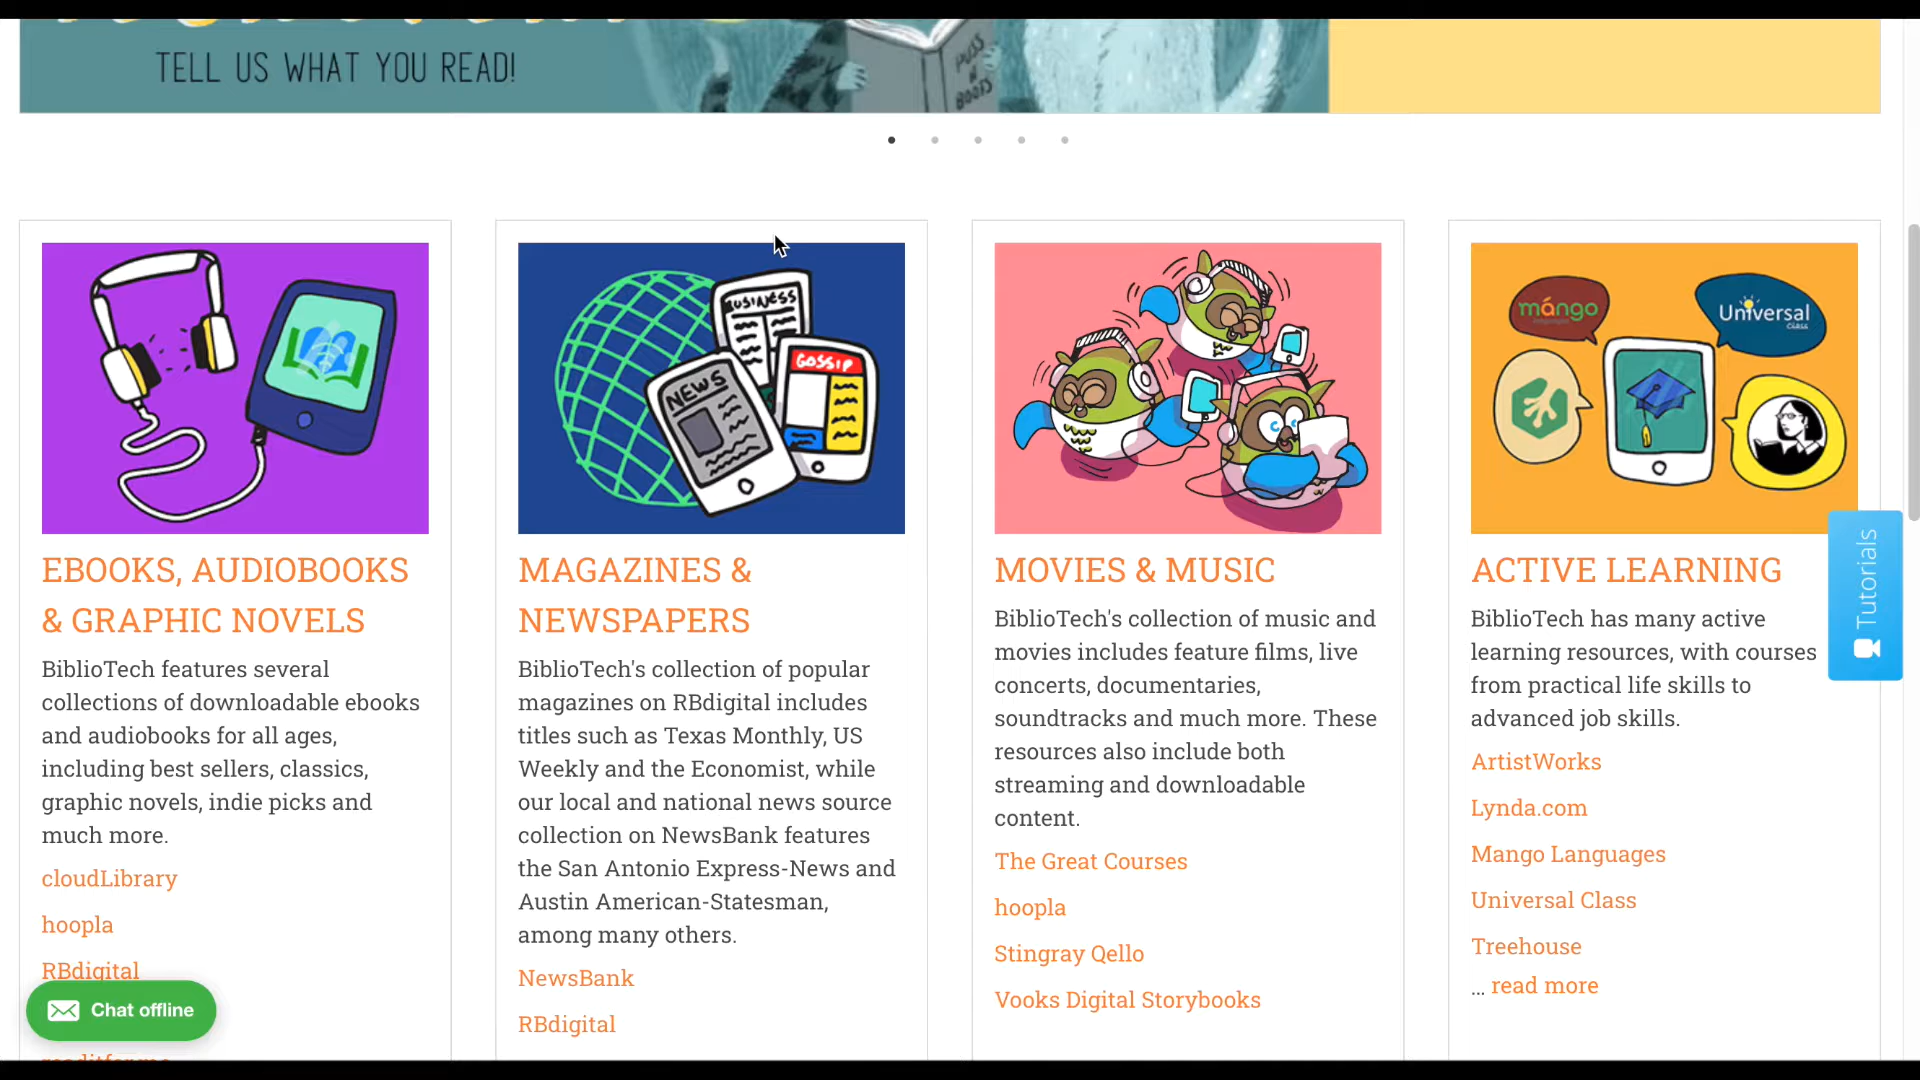 TELL US WHAT YOU READ!
PUSS
N
BOOTS
BUSINESS
NEWS
GOSSIP
mángo
Universal
CLASS
EBOOKS, AUDIOBOOKS
& GRAPHIC NOVELS
BiblioTech features several
collections of downloadable ebooks
and audiobooks for all ages,
including best sellers, classics,
graphic novels, indie picks and
much more.
cloudLibrary
hoopla
RBdigital
MAGAZINES &
NEWSPAPERS
BiblioTech's collection of popular
magazines on RBdigital includes
titles such as Texas Monthly, US
Weekly and the Economist, while
our local and national news source
collection on NewsBank features
the San Antonio Express-News and
Austin American-Statesman,
among many others.
NewsBank
RBdigital
MOVIES & MUSIC
BiblioTech's collection of music and
movies includes feature films, live
concerts, documentaries,
soundtracks and much more. These
resources also include both
streaming and downloadable
content.
The Great Courses
hoopla
Stingray Qello
Vooks Digital Storybooks
ACTIVE LEARNING
BiblioTech has many active
learning resources, with courses
from practical life skills to
advanced job skills.
ArtistWorks
Lynda.com
Mango Languages
Universal Class
Treehouse
... read more
Tutorials
Chat offline